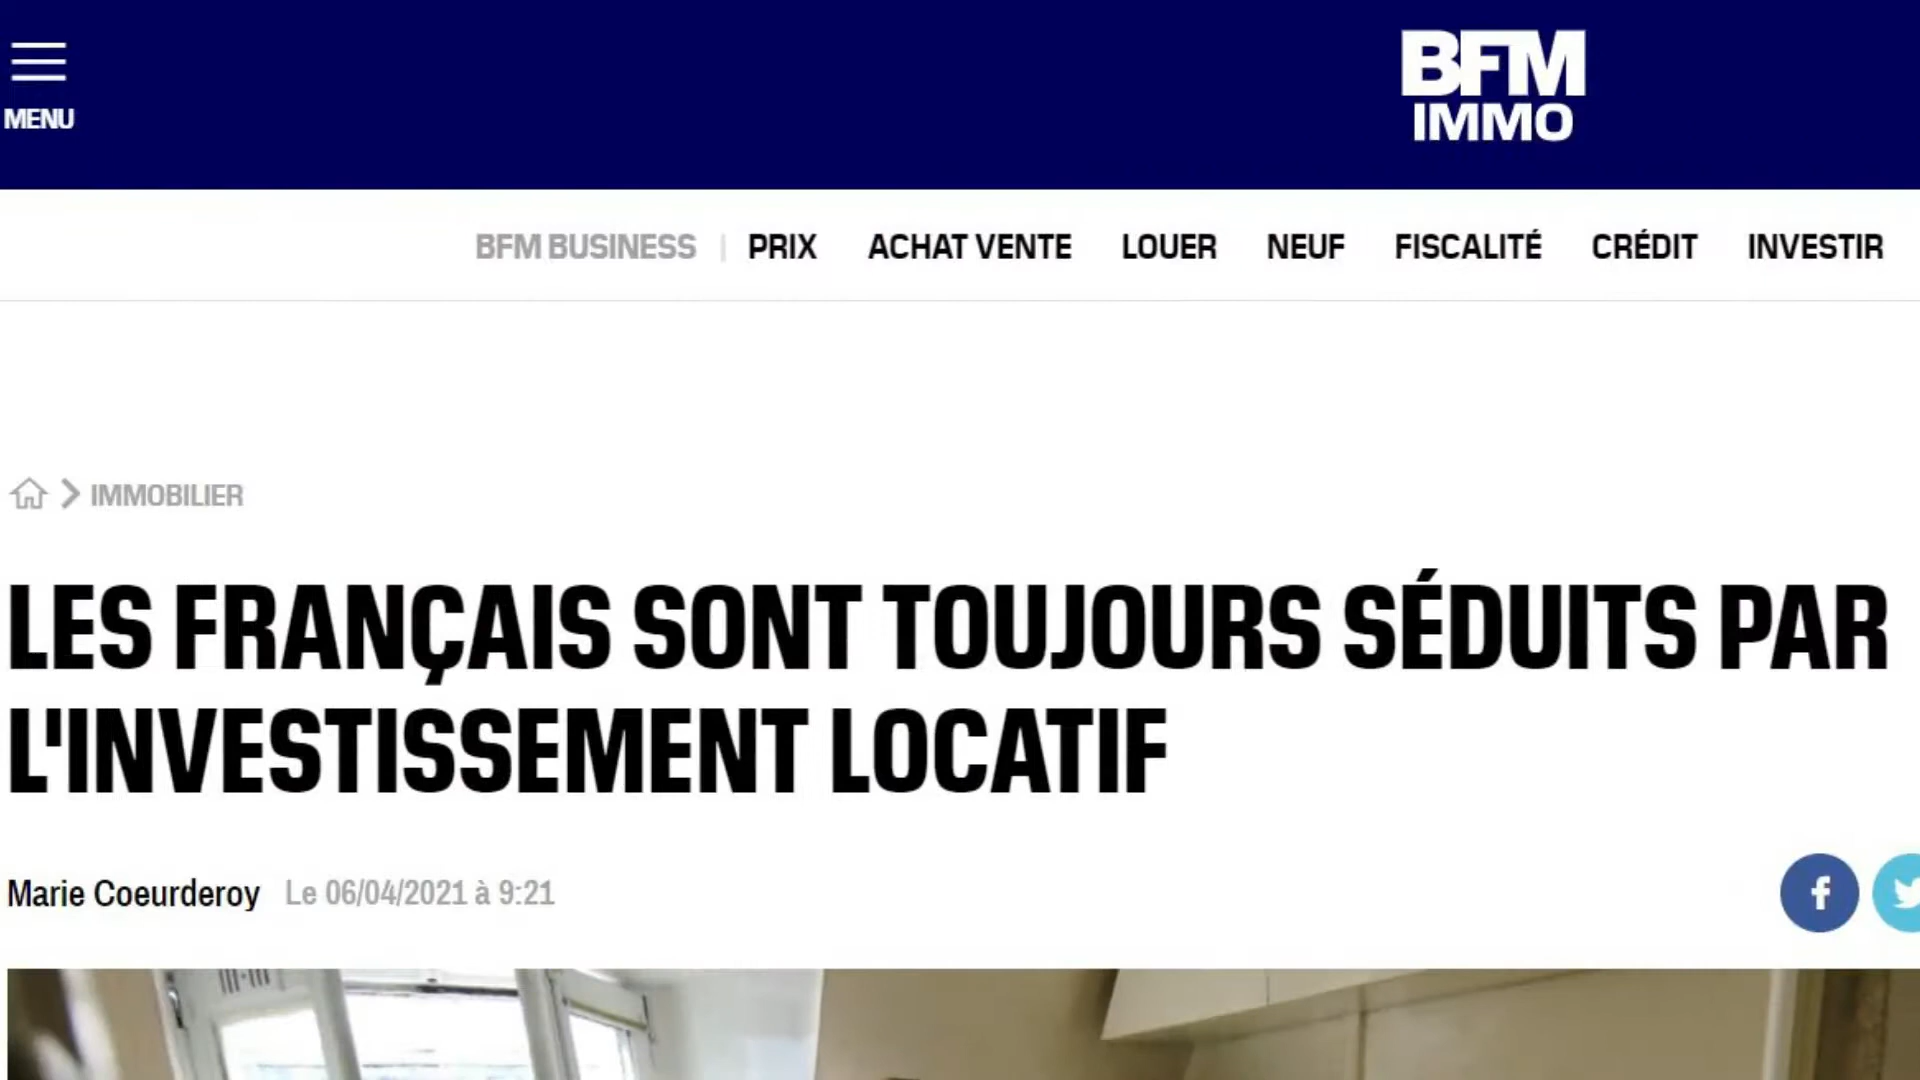 MENU
BFM
IMMO
BFM BUSINESS | PRIX ACHAT VENTE LOUER NEUF FISCALITÉ CRÉDIT INVESTIR
IMMOBILIER
LES FRANÇAIS SONT TOUJOURS SÉDUITS PAR
L'INVESTISSEMENT LOCATIF
Marie Coeurderoy Le 06/04/2021 à 9:21